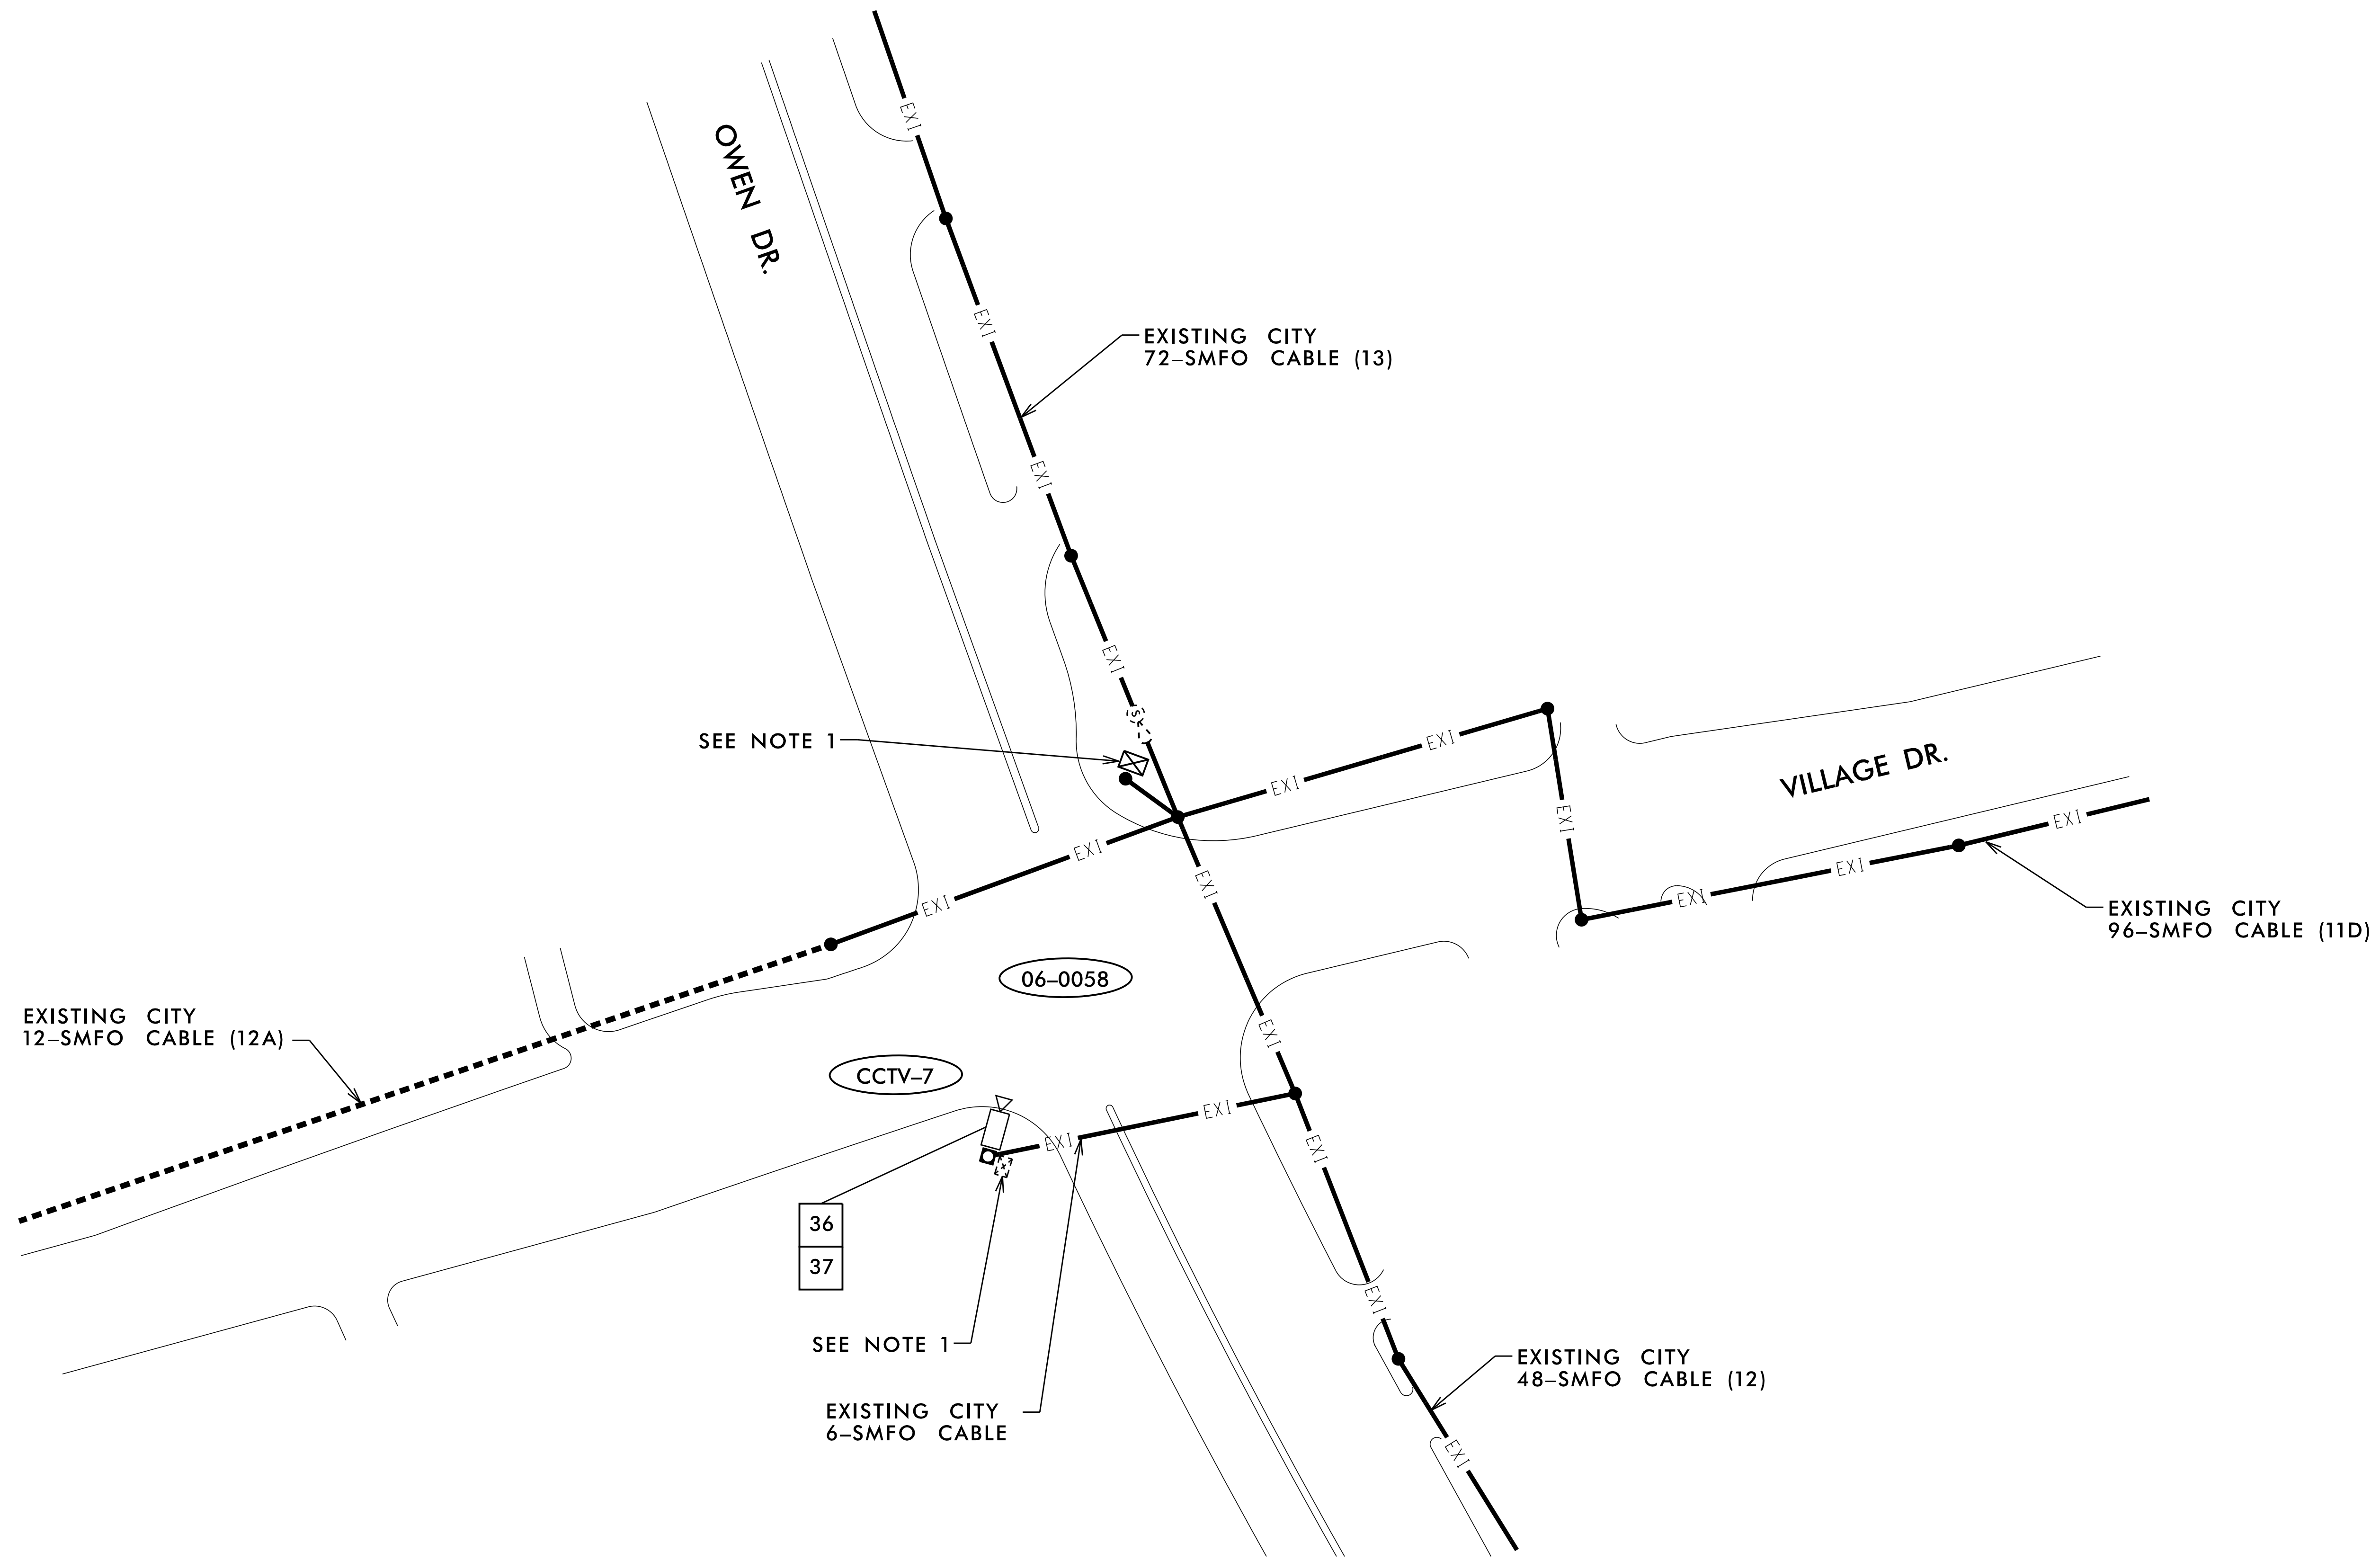 EXI
OWEN DR.
EXI
EXISTING CITY
72–SMFO CABLE (13)
EXI
EXI
S
SEE NOTE 1
EXI
EXI
VILLAGE DR.
EXI
EXI
EXI
EXI
EXI
EXI
EXI
EXISTING CITY
96–SMFO CABLE (11D)
06–0058
EXISTING CITY
12–SMFO CABLE (12A)
EXI
CCTV–7
EXI
EXI
EXI
36
37
EXI
SEE NOTE 1
EXISTING CITY
48–SMFO CABLE (12)
EXISTING CITY
6–SMFO CABLE
EXI